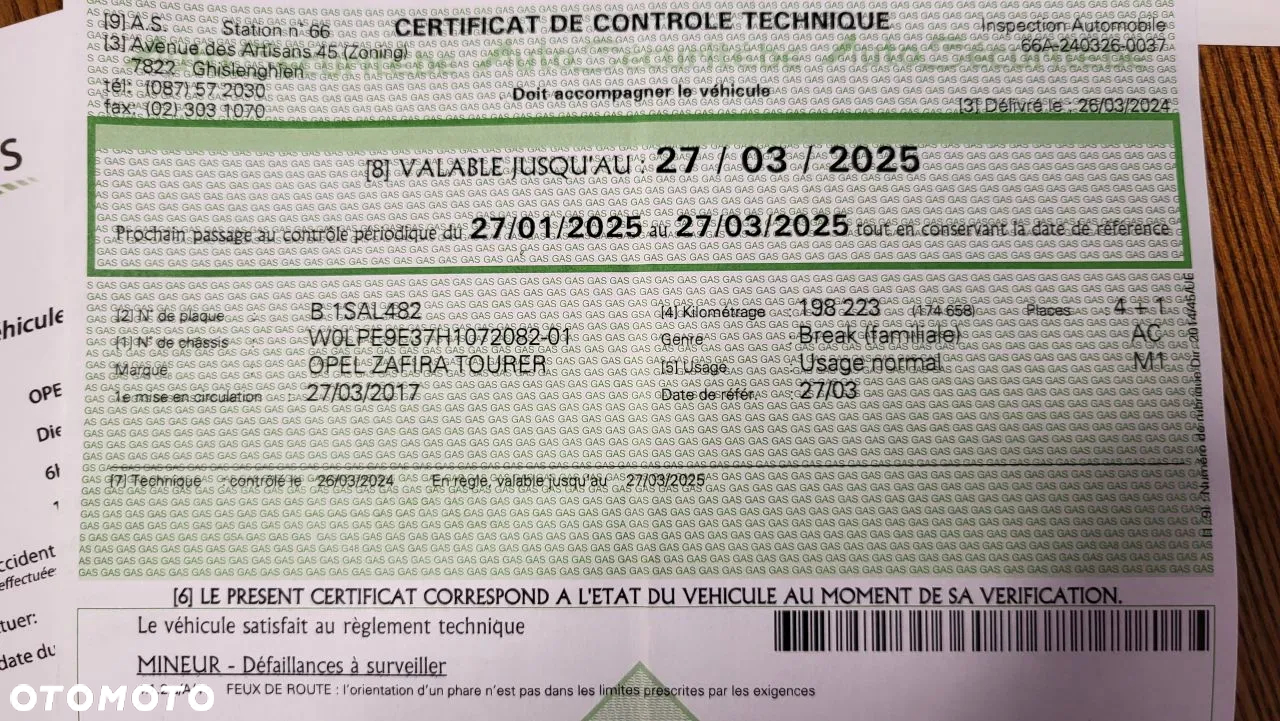 [9] A.S. Station n° 66
CERTIFICAT DE CONTROLE TECHNIQUE
Inspection Automobile
[3] Avenue des Artisans 45 (Zoning)
66A-240326-0037
7822 Ghislenghien
tél: (087) 57 2030
Doit accompagner le véhicule
fax: (02) 303 1070
[3] Délivré le : 26/03/2024
[8] VALABLE JUSQU'AU : 27 / 03 / 2025
Prochain passage au contrôle périodique du 27/01/2025 au 27/03/2025 tout en conservant la date de référence
[2] N° de plaque : B 1SAL482 [4] Kilométrage : 198 223 (174 658) Places : 4 + 1
[1] N° de châssis : W0LPE9E37H1072082-01 Genre : Break (familiale) AC
Marque : OPEL ZAFIRA TOURER [5] Usage : Usage normal M1
1e mise en circulation : 27/03/2017 Date de référ. : 27/03
[7] Technique : contrôlé le 26/03/2024 En règle, valable jusqu'au 27/03/2025
[6] LE PRESENT CERTIFICAT CORRESPOND A L'ETAT DU VEHICULE AU MOMENT DE SA VERIFICATION.
Le véhicule satisfait au règlement technique
MINEUR - Défaillances à surveiller
FEUX DE ROUTE : l'orientation d'un phare n'est pas dans les limites prescrites par les exigences
S
OPE
Die
tuer:
date du
OTOMOTO